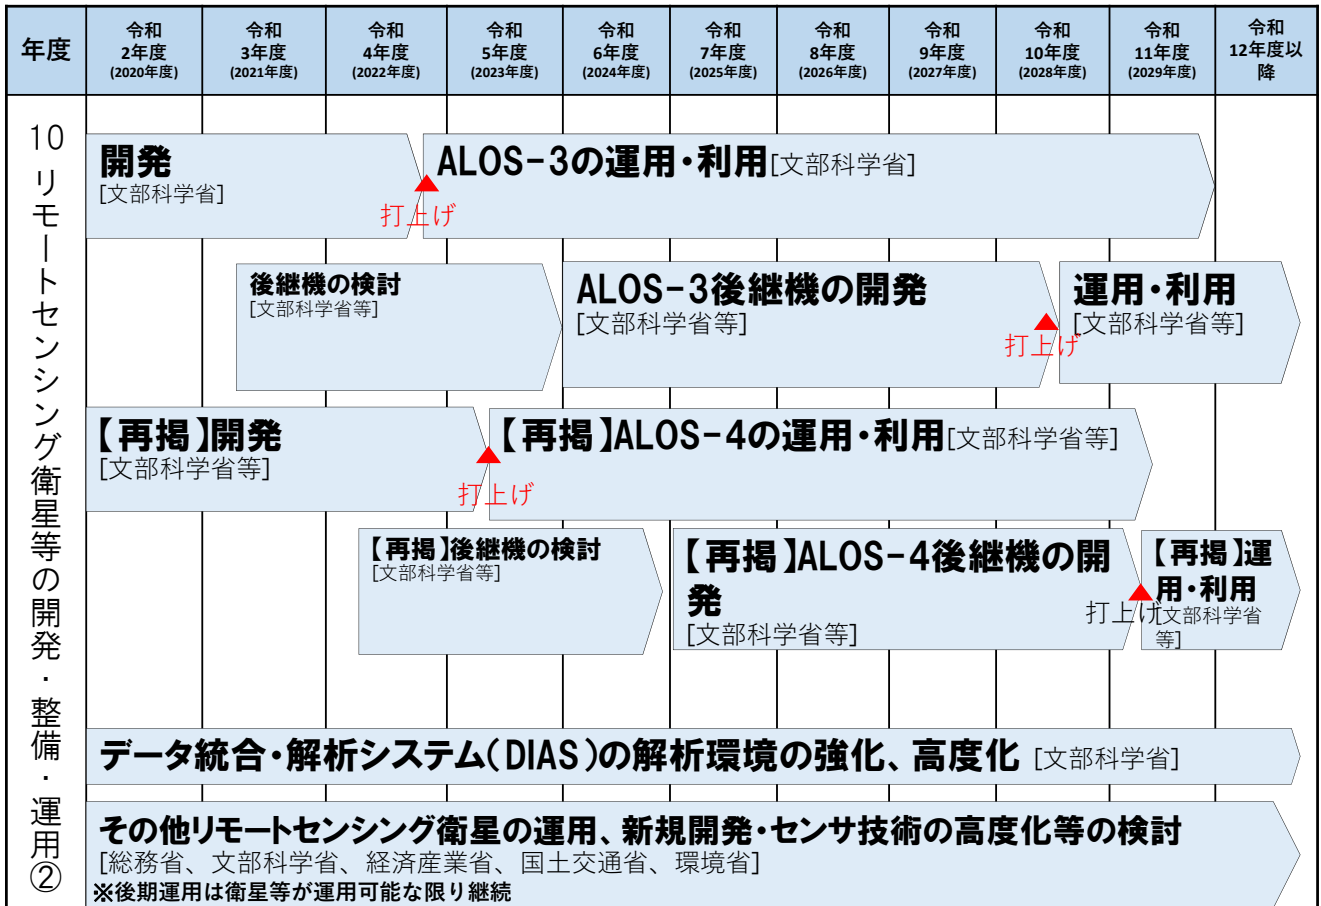 年度
令和
2年度
(2020年度)
令和
3年度
(2021年度)
令和
4年度
(2022年度)
令和
5年度
(2023年度)
令和
6年度
(2024年度)
令和
7年度
(2025年度)
令和
8年度
(2026年度)
令和
9年度
(2027年度)
令和
10年度
(2028年度)
令和
11年度
(2029年度)
令和
12年度以
降
10リモートセンシング衛星等の開発・整備・運用②
開発
[文部科学省]
打上げ
ALOS-3の運用・利用[文部科学省]
後継機の検討
[文部科学省等]
ALOS-3後継機の開発
[文部科学省等]
打上げ
運用・利用
[文部科学省等]
【再掲】開発
[文部科学省等]
打上げ
【再掲】ALOS-4の運用・利用[文部科学省等]
【再掲】後継機の検討
[文部科学省等]
【再掲】ALOS-4後継機の開
発
[文部科学省等]
打上げ
【再掲】運
用・利用
[文部科学省
等]
データ統合・解析システム(DIAS)の解析環境の強化、高度化 [文部科学省]
その他リモートセンシング衛星の運用、新規開発・センサ技術の高度化等の検討
[総務省、文部科学省、経済産業省、国土交通省、環境省]
※後期運用は衛星等が運用可能な限り継続